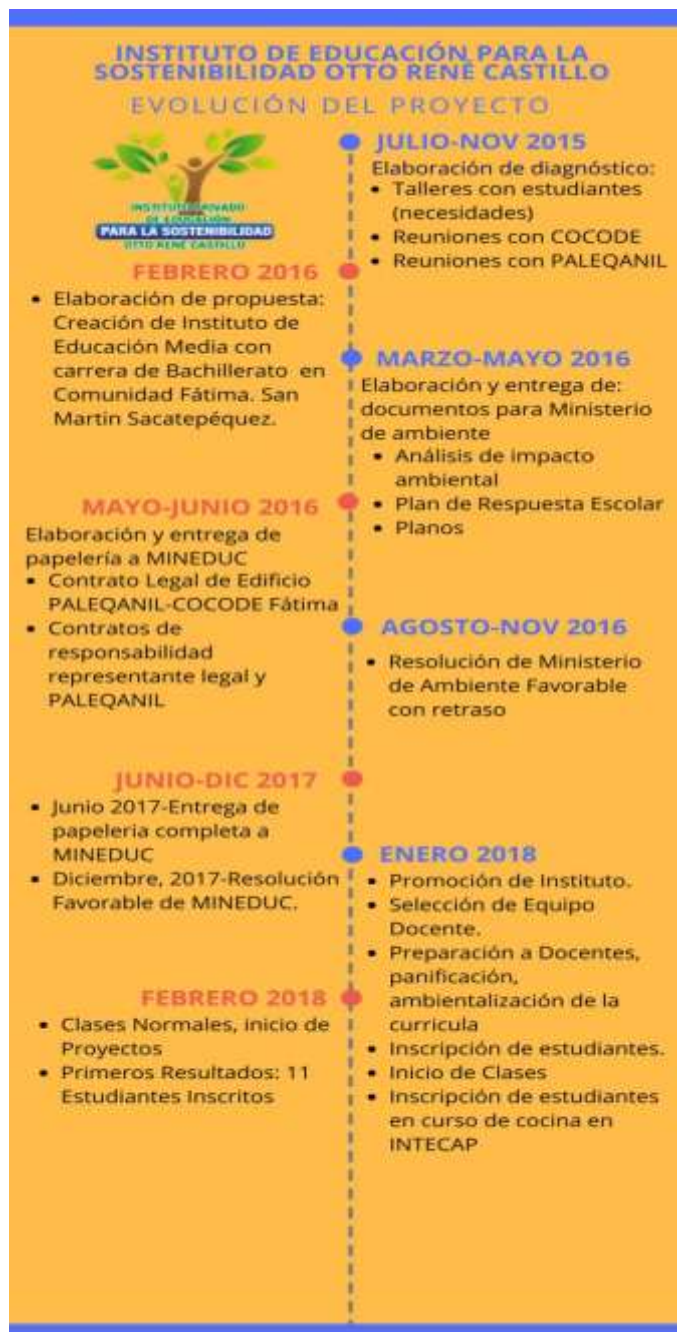 INSTITUTO DE EDUCACIÓN PARA LA
SOSTENIBILIDAD OTTO RENÉ CASTILLO
EVOLUCIÓN DEL PROYECTO
INSTITUTO PRIVADO
DE EDUCACIÓN
PARA LA SOSTENIBILIDAD
OTTO RENÉ CASTILLO
JULIO-NOV 2015
Elaboración de diagnóstico:
• Talleres con estudiantes
(necesidades)
• Reuniones con COCODE
• Reuniones con PALEQANIL
FEBRERO 2016
• Elaboración de propuesta:
Creación de Instituto de
Educación Media con
carrera de Bachillerato en
Comunidad Fátima. San
Martin Sacatepéquez.
MARZO-MAYO 2016
Elaboración y entrega de:
documentos para Ministerio
de ambiente
• Análisis de impacto
ambiental
• Plan de Respuesta Escolar
• Planos
MAYO-JUNIO 2016
Elaboración y entrega de
papelería a MINEDUC
• Contrato Legal de Edificio
PALEQANIL-COCODE Fátima
• Contratos de
responsabilidad
representante legal y
PALEQANIL
AGOSTO-NOV 2016
• Resolución de Ministerio
de Ambiente Favorable
con retraso
JUNIO-DIC 2017
• Junio 2017-Entrega de
papeleria completa a
MINEDUC
• Diciembre, 2017-Resolución
Favorable de MINEDUC.
ENERO 2018
• Promoción de Instituto.
• Selección de Equipo
Docente.
• Preparación a Docentes,
panificación,
ambientalización de la
curricula
• Inscripción de estudiantes.
• Inicio de Clases
• Inscripción de estudiantes
en curso de cocina en
INTECAP
FEBRERO 2018
• Clases Normales, inicio de
Proyectos
• Primeros Resultados: 11
Estudiantes Inscritos